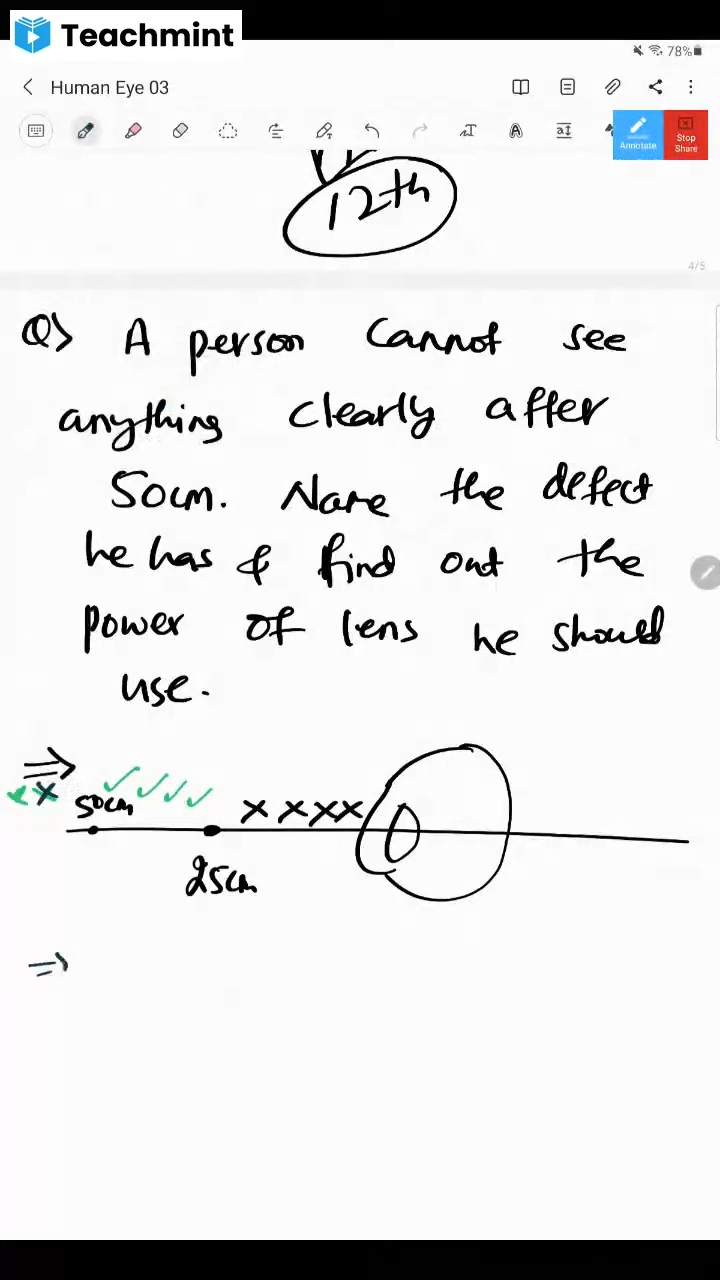 Teachmint
78%
Human Eye 03
Annotate
Stop
Share
12th
4/5
Q> A person cannot see
anything clearly after
50cm. Name the defect
he has & find out the
power of lens he should
use.
⇒
x 50cm ✓ ✓ ✓ ✓ x x x x
25cm
⇒